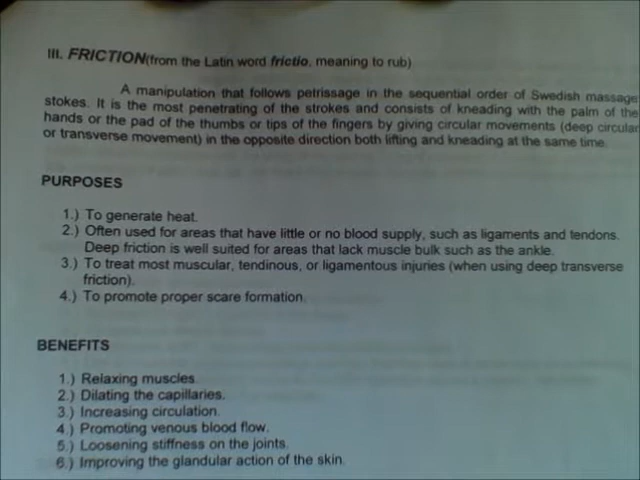 III. FRICTION(from the Latin word frictio, meaning to rub)
A manipulation that follows petrissage in the sequential order of Swedish massage
stokes. It is the most penetrating of the strokes and consists of kneading with the palm of the
hands or the pad of the thumbs or tips of the fingers by giving circular movements (deep circular
or transverse movement) in the opposite direction both lifting and kneading at the same time.
PURPOSES
1.) To generate heat.
2.) Often used for areas that have little or no blood supply, such as ligaments and tendons.
Deep friction is well suited for areas that lack muscle bulk such as the ankle.
3.) To treat most muscular, tendinous, or ligamentous injuries (when using deep transverse
friction).
4.) To promote proper scare formation.
BENEFITS
1.) Relaxing muscles.
2.) Dilating the capillaries.
3.) Increasing circulation.
4.) Promoting venous blood flow.
5.) Loosening stiffness on the joints.
6.) Improving the glandular action of the skin.